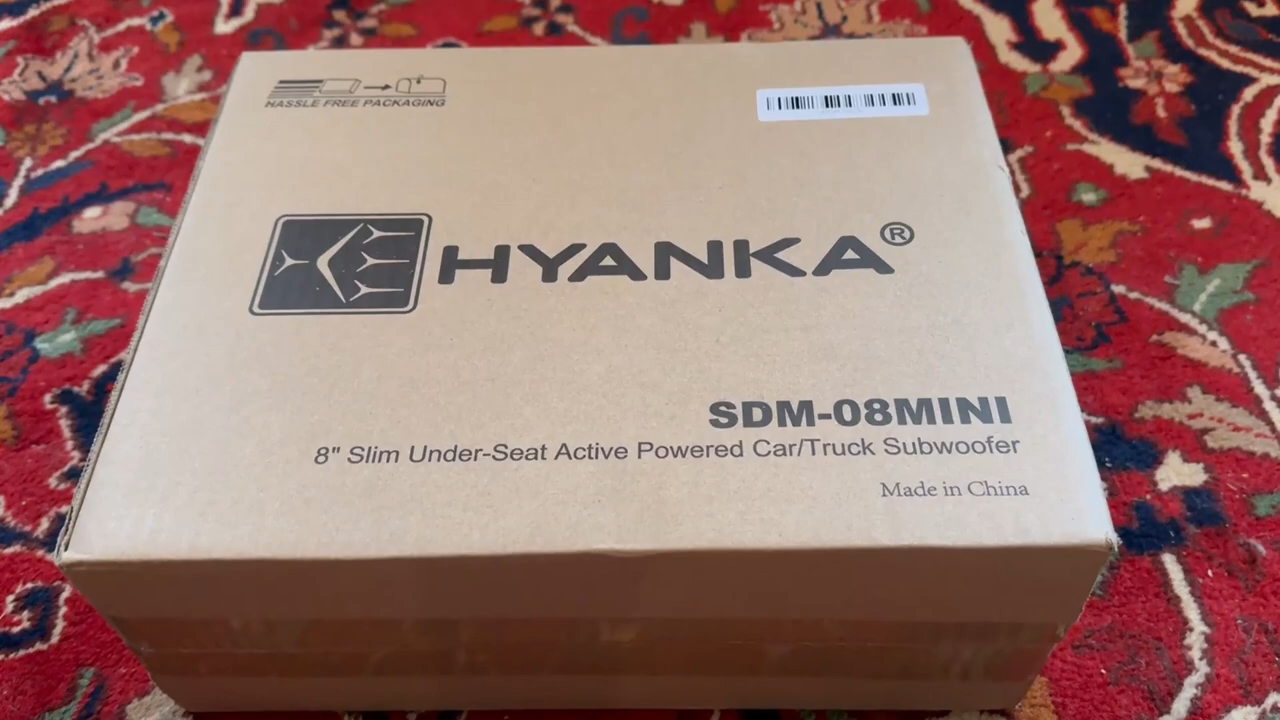 HASSLE FREE PACKAGING
HYANKA®
SDM-08MINI
8" Slim Under-Seat Active Powered Car/Truck Subwoofer
Made in China